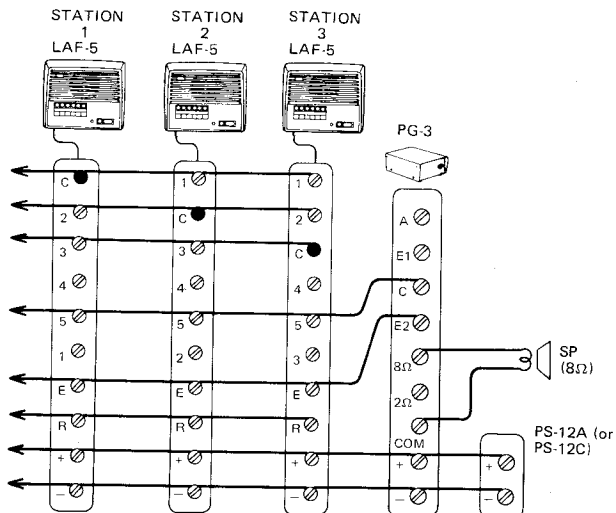 STATION
1
LAF-5
STATION
2
LAF-5
STATION
3
LAF-5
PG-3
C
2
3
4
5
1
E
R
+
−
1
C
3
4
5
2
E
R
+
−
1
2
C
4
5
3
E
R
+
−
A
E1
C
E2
8Ω
2Ω
COM
+
−
SP
(8Ω)
PS-12A (or
PS-12C)
+
−